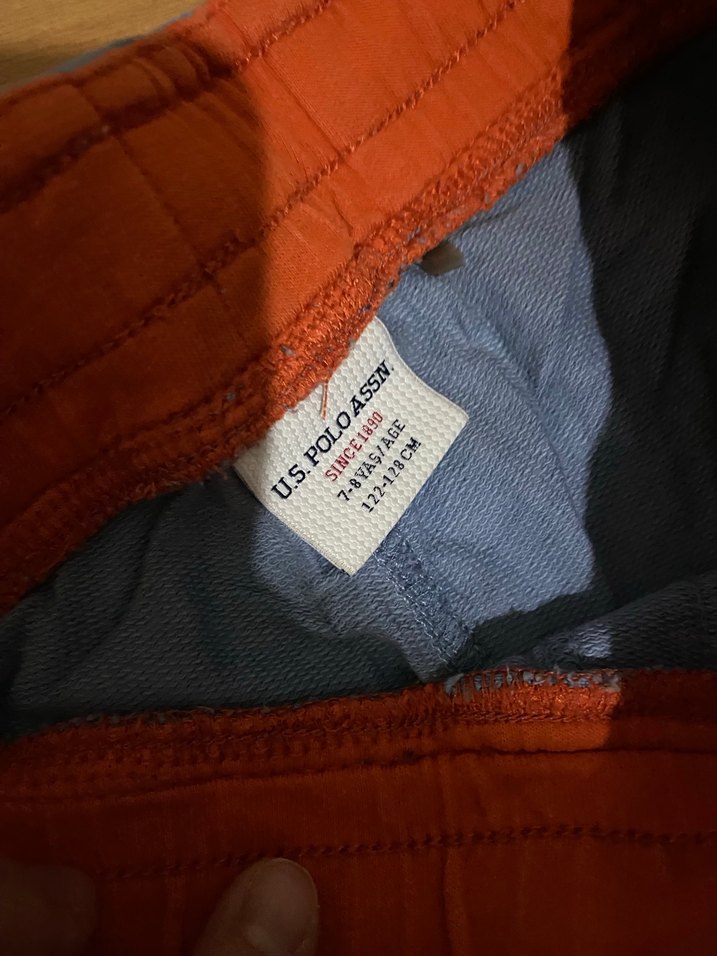 U.S. POLO ASSN.
SINCE 1890
7-8 YAŞ/AGE
122-128 CM